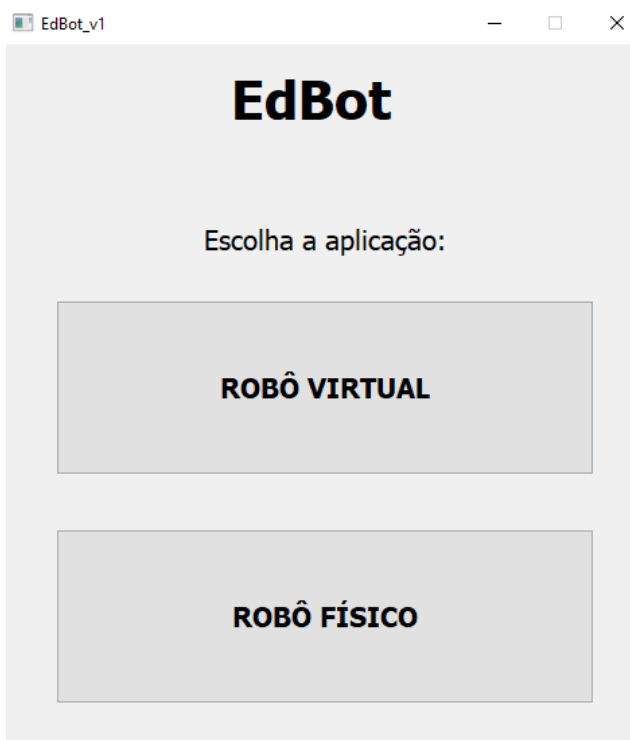 EdBot_v1
EdBot
Escolha a aplicação:
ROBÔ VIRTUAL
ROBÔ FÍSICO